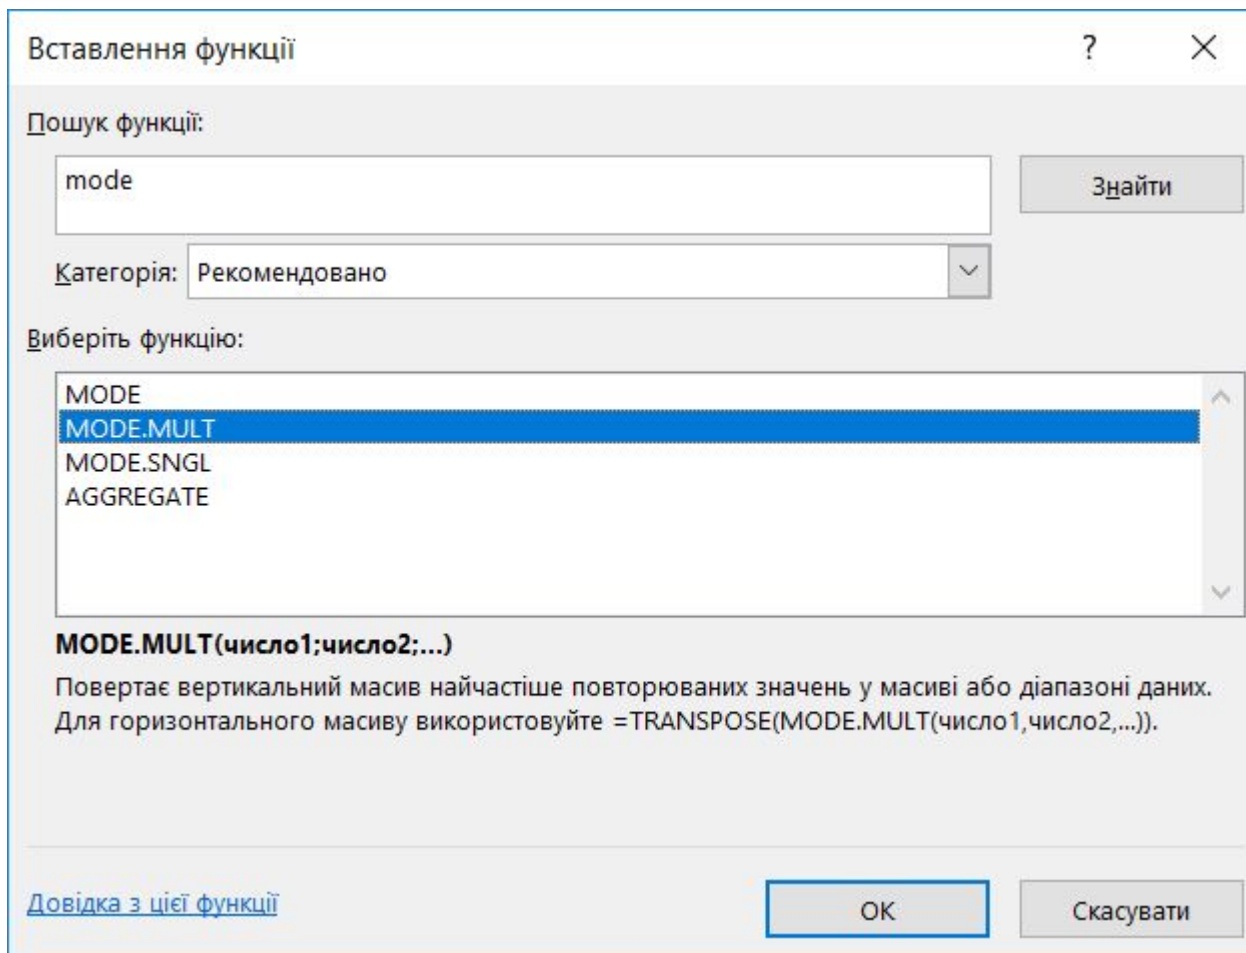 Вставлення функції
?
Пошук функції:
mode
Знайти
Категорія: Рекомендовано
Виберіть функцію:
MODE
MODE.MULT
MODE.SNGL
AGGREGATE
MODE.MULT(число1;число2;...)
Повертає вертикальний масив найчастіше повторюваних значень у масиві або діапазоні даних.
Для горизонтального масиву використовуйте =TRANSPOSE(MODE.MULT(число1,число2,...)).
Довідка з цієї функції
OK
Скасувати